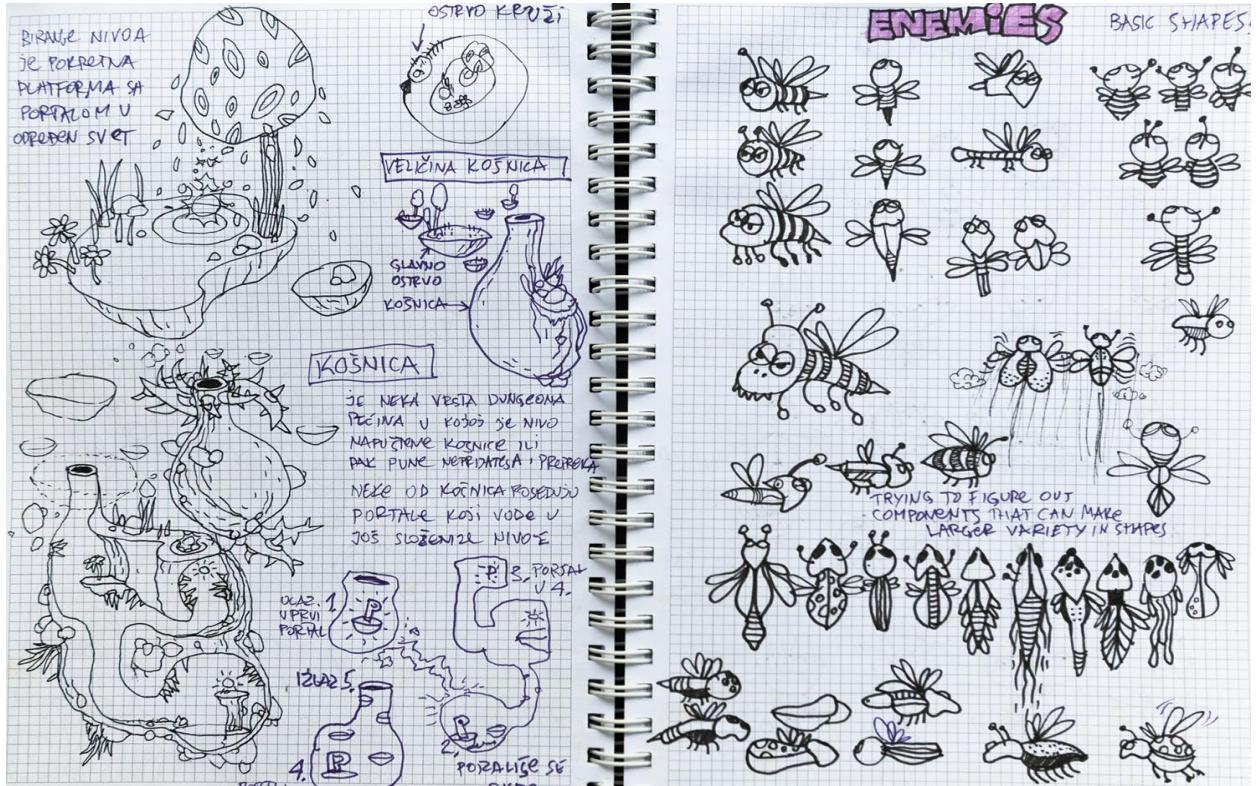 BIRANJE NIVOA
JE POKRETNA
PLATFORMA SA
PORTALOM U
ODREĐEN SVET
OSTRVO KRUŽI
VELIČINA KOŠNICA
GLAVNO
OSTRVO
KOŠNICA
KOŠNICA
JE NEKA VRSTA DUNGEONA
PEĆINA U KOJOJ JE NIVO
NAPUŠTENE KOŠNICE ILI
PAK PUNE NEPRIJATELJA I PREPREKA
NEKE OD KOŠNICA POSEDUJU
PORTALE KOJI VODE U
JOŠ SLOŽENIJE NIVOE
ULAZ.
U PRVI
PORTAL
1.
P
P
3. PORTAL
U 4.
IZLAZ 5.
4.
P
2.
P
ENEMIES
BASIC SHAPES
TRYING TO FIGURE OUT
COMPONENTS THAT CAN MAKE
LARGER VARIETY IN SHAPES